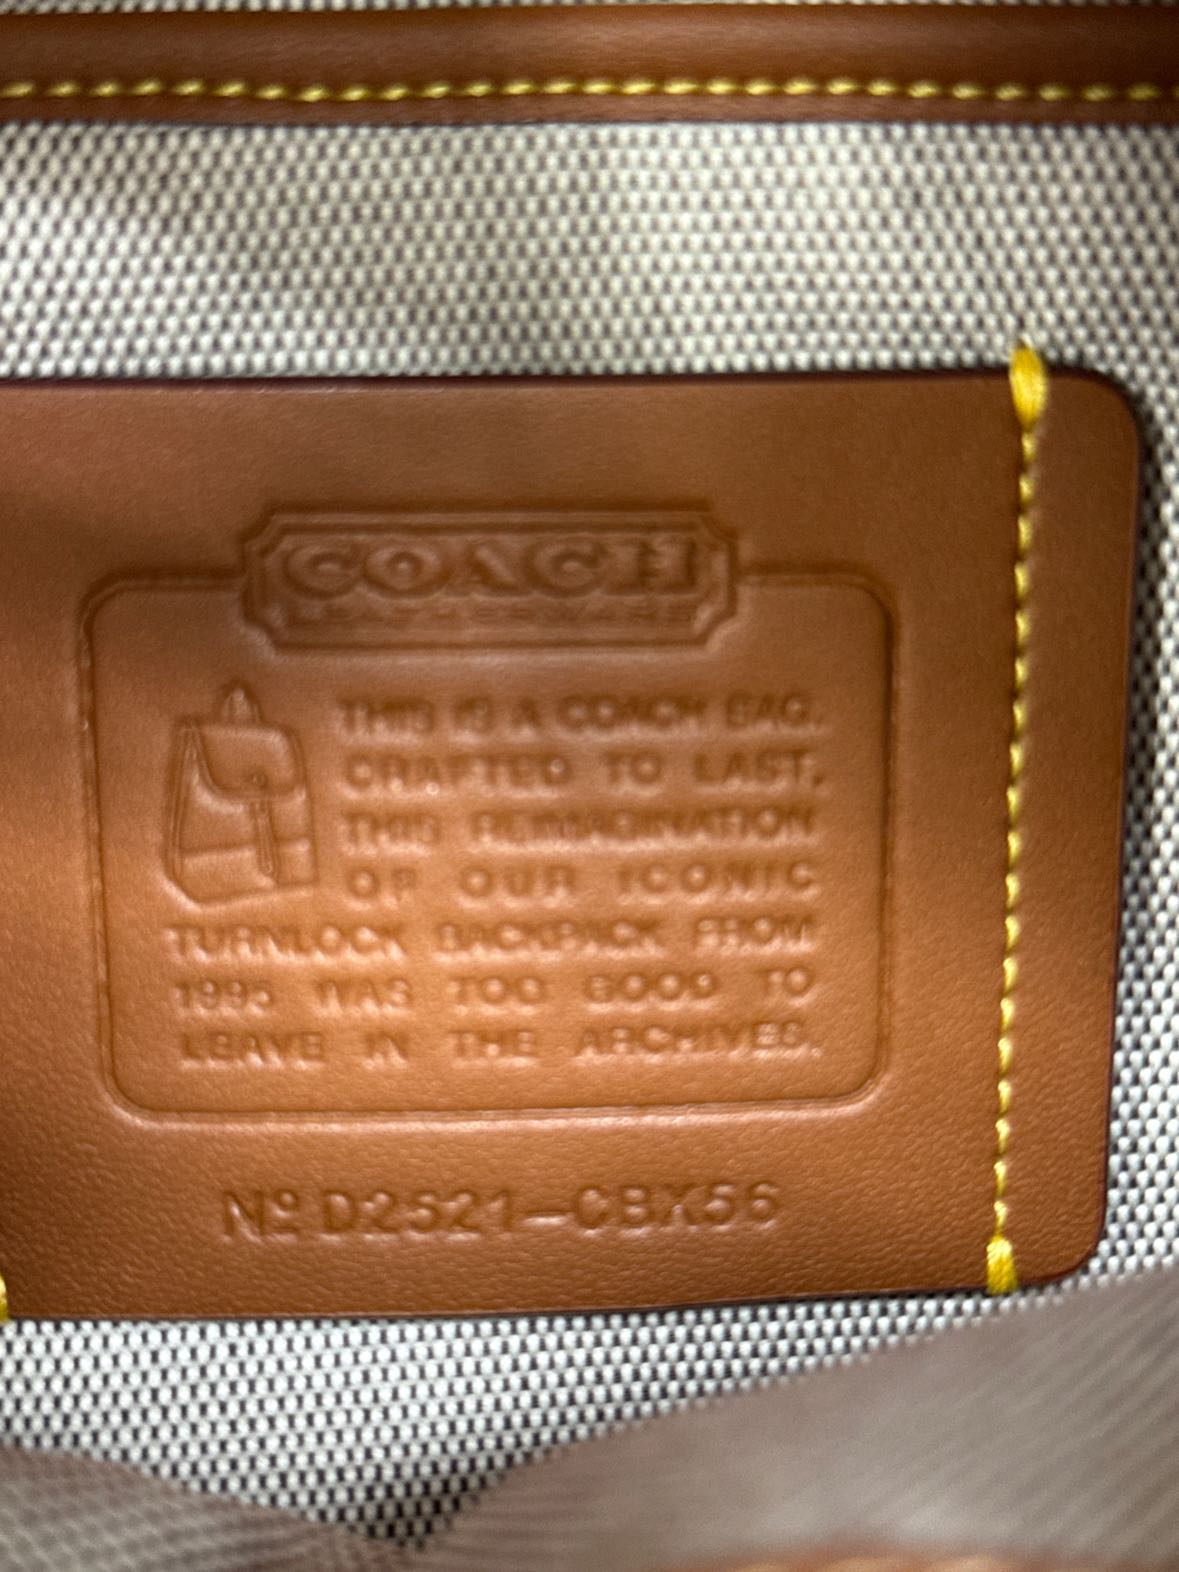 COACH
LEATHERWARE
THIS IS A COACH BAG.
CRAFTED TO LAST,
THIS REIMAGINATION
OF OUR ICONIC
TURNLOCK BACKPACK FROM
1995 WAS TOO GOOD TO
LEAVE IN THE ARCHIVES.
Nº D2521-CBX56